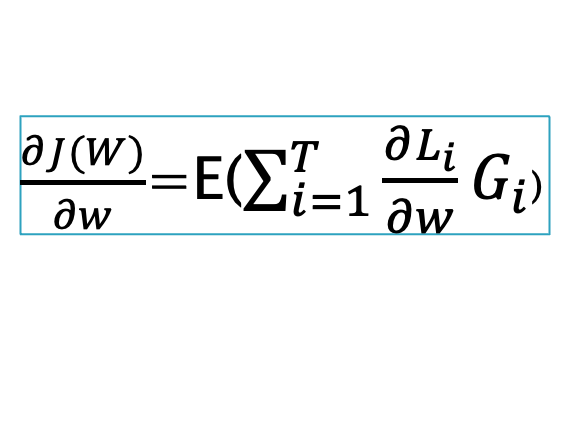 ∂J(W)/∂w=E(∑_{i=1}^{T} ∂L_i/∂w G_i)